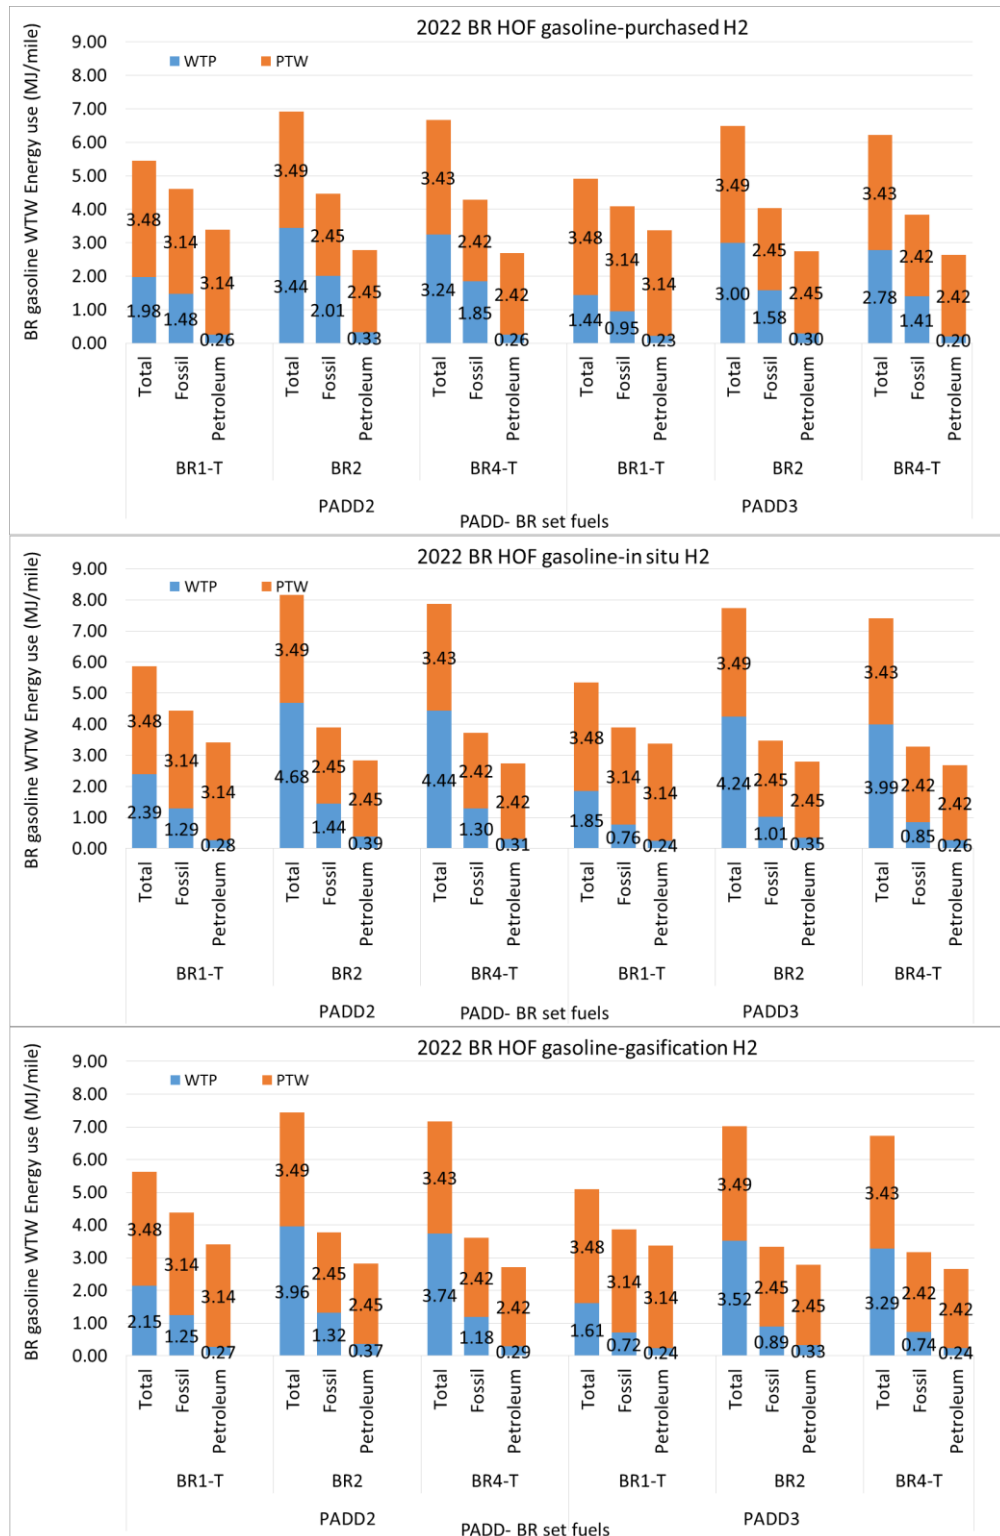 2022 BR HOF gasoline-purchased H2
BR gasoline WTW Energy use (MJ/mile)
WTP PTW
9.00
8.00
7.00
6.00
5.00
4.00
3.00
2.00
1.00
0.00
3.48 3.14 3.14 3.49 2.45 2.45 3.43 2.42 2.42 3.48 3.14 3.14 3.49 2.45 2.45 3.43 2.42 2.42
1.98 1.48 0.26 3.44 2.01 0.33 3.24 1.85 0.26 1.44 0.95 0.23 3.00 1.58 0.30 2.78 1.41 0.20
Total Fossil Petroleum Total Fossil Petroleum Total Fossil Petroleum Total Fossil Petroleum Total Fossil Petroleum Total Fossil Petroleum
BR1-T BR2 BR4-T BR1-T BR2 BR4-T
PADD2 PADD3
PADD- BR set fuels
2022 BR HOF gasoline-in situ H2
BR gasoline WTW Energy use (MJ/mile)
WTP PTW
9.00
8.00
7.00
6.00
5.00
4.00
3.00
2.00
1.00
0.00
3.48 3.14 3.14 3.49 2.45 2.45 3.43 2.42 2.42 3.48 3.14 3.14 3.49 2.45 2.45 3.43 2.42 2.42
2.39 1.29 0.28 4.68 1.44 0.39 4.44 1.30 0.31 1.85 0.76 0.24 4.24 1.01 0.35 3.99 0.85 0.26
Total Fossil Petroleum Total Fossil Petroleum Total Fossil Petroleum Total Fossil Petroleum Total Fossil Petroleum Total Fossil Petroleum
BR1-T BR2 BR4-T BR1-T BR2 BR4-T
PADD2 PADD3
PADD- BR set fuels
2022 BR HOF gasoline-gasification H2
BR gasoline WTW Energy use (MJ/mile)
WTP PTW
9.00
8.00
7.00
6.00
5.00
4.00
3.00
2.00
1.00
0.00
3.48 3.14 3.14 3.49 2.45 2.45 3.43 2.42 2.42 3.48 3.14 3.14 3.49 2.45 2.45 3.43 2.42 2.42
2.15 1.25 0.27 3.96 1.32 0.37 3.74 1.18 0.29 1.61 0.72 0.24 3.52 0.89 0.33 3.29 0.74 0.24
Total Fossil Petroleum Total Fossil Petroleum Total Fossil Petroleum Total Fossil Petroleum Total Fossil Petroleum Total Fossil Petroleum
BR1-T BR2 BR4-T BR1-T BR2 BR4-T
PADD2 PADD3
PADD- BR set fuels